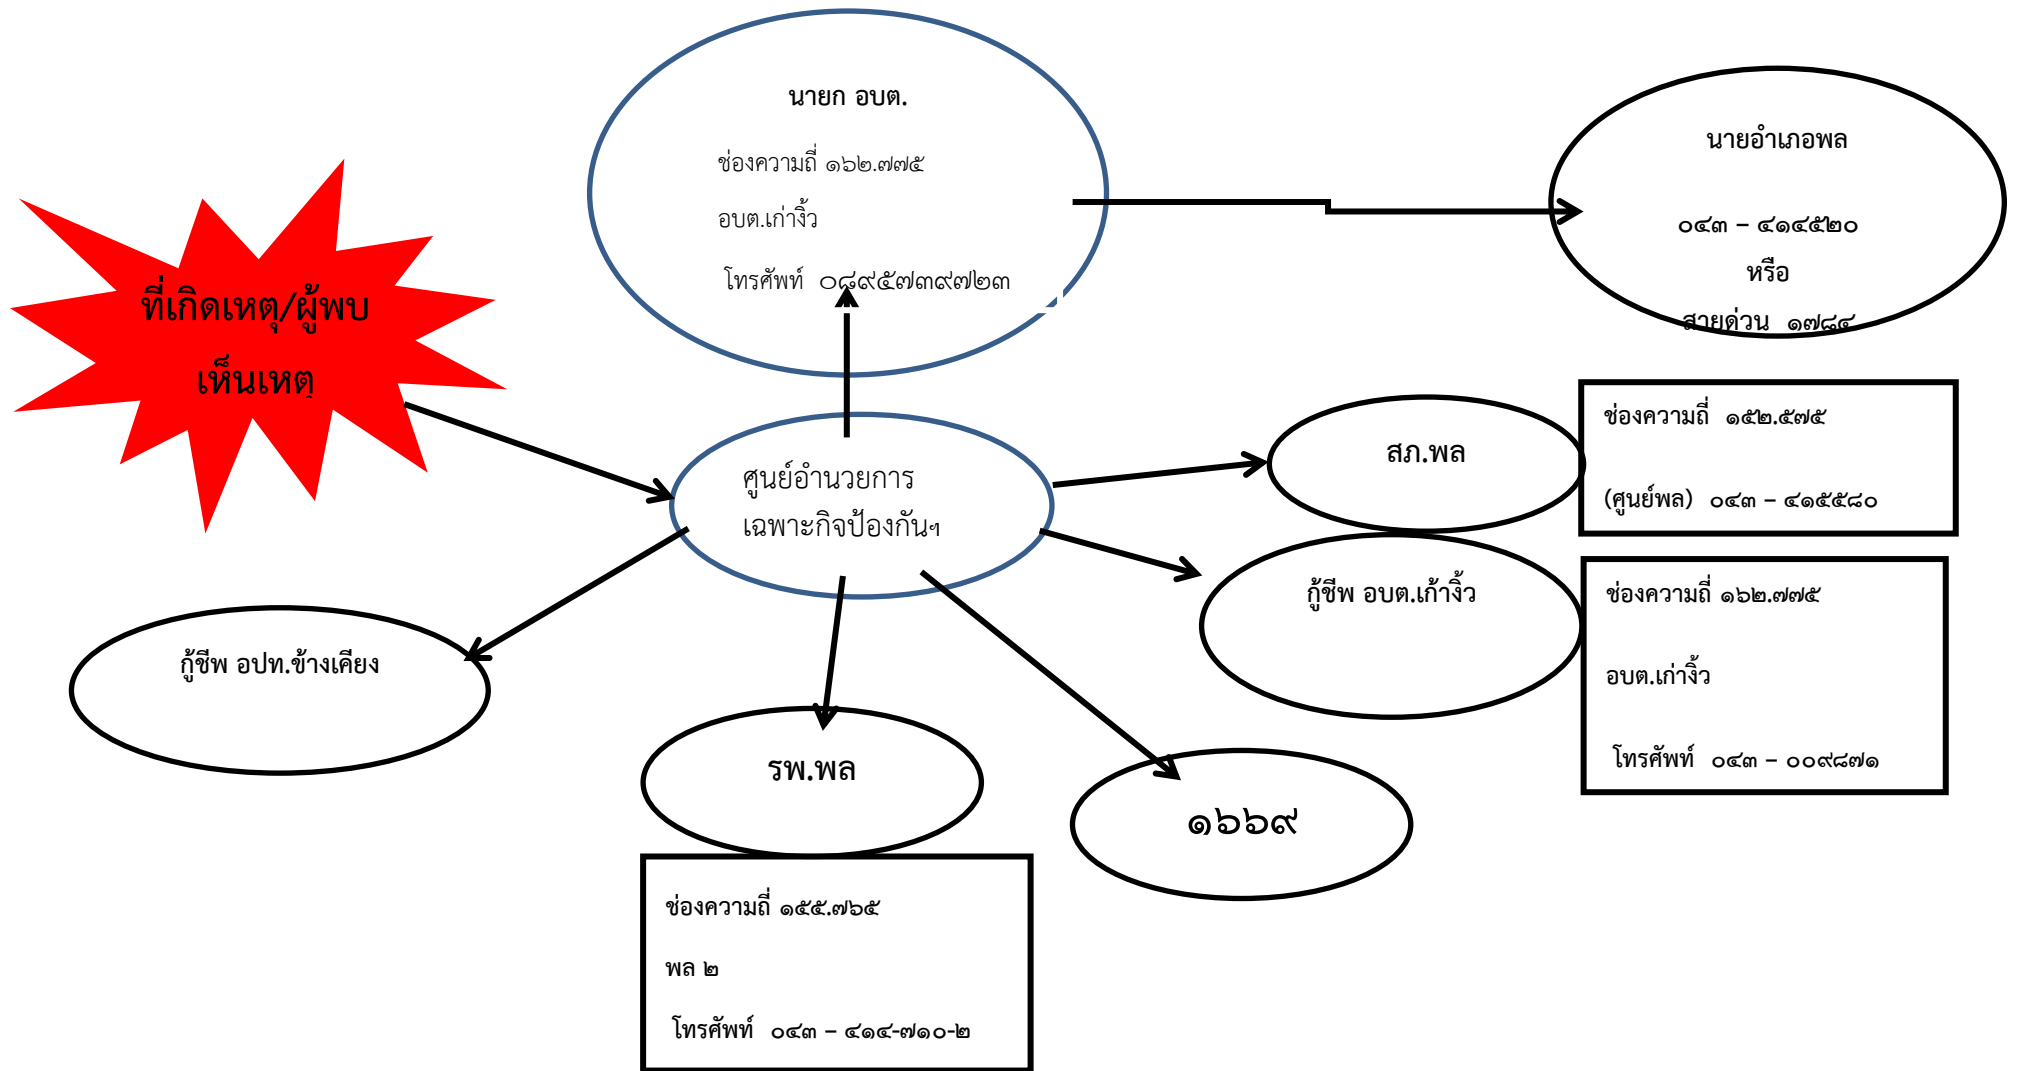 นายก อบต.
ช่องความถี่ ๑๖๒.๗๗๕
อบต.เก่างิ้ว
โทรศัพท์ ๐๘๙๕๗๓๙๗๒๓
นายอำเภอพล
๐๔๓ – ๔๑๔๕๒๐
หรือ
สายด่วน ๑๗๘๔
ที่เกิดเหตุ/ผู้พบ
เห็นเหตุ
ศูนย์อำนวยการ
เฉพาะกิจป้องกันฯ
สภ.พล
ช่องความถี่ ๑๕๒.๕๗๕
(ศูนย์พล) ๐๔๓ – ๔๑๕๕๘๐
กู้ชีพ อบต.เก้างิ้ว
ช่องความถี่ ๑๖๒.๗๗๕
อบต.เก่างิ้ว
โทรศัพท์ ๐๔๓ – ๐๐๙๘๗๑
กู้ชีพ อปท.ข้างเคียง
รพ.พล
ช่องความถี่ ๑๕๕.๗๖๕
พล ๒
โทรศัพท์ ๐๔๓ – ๔๑๔-๗๑๐-๒
๑๖๖๙